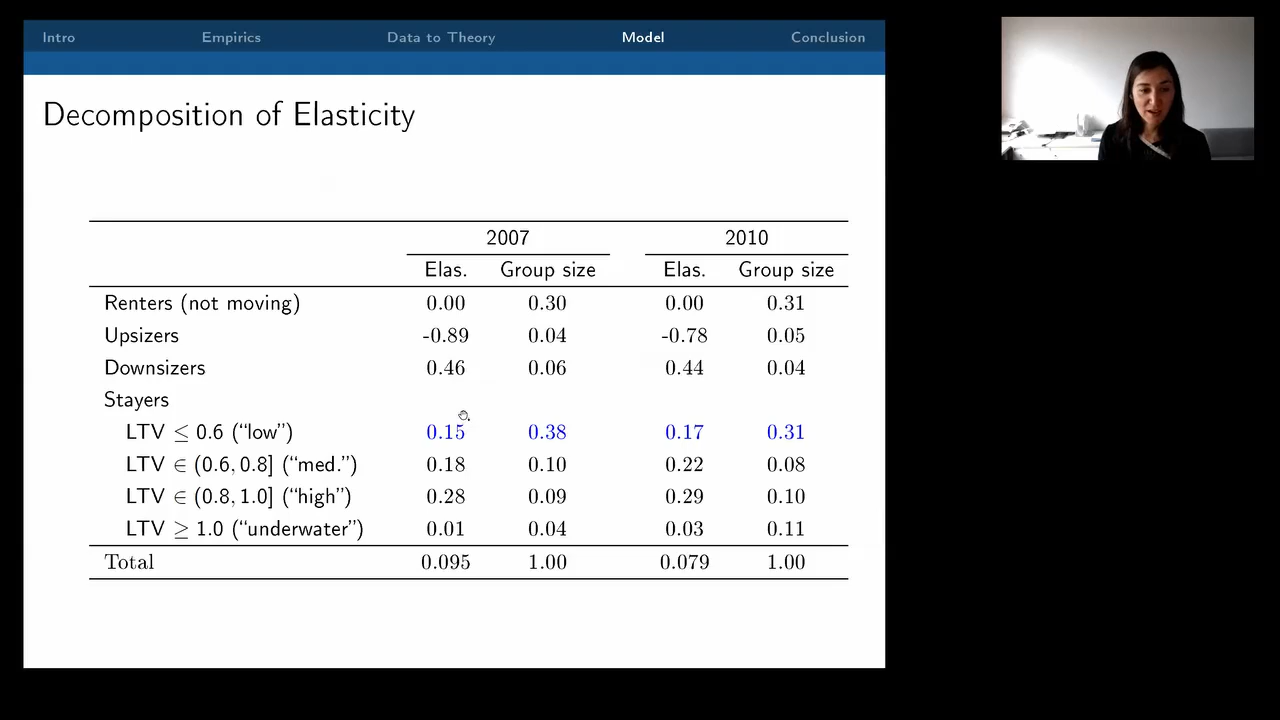 Intro Empirics Data to Theory Model Conclusion
Decomposition of Elasticity
2007 2010
Elas. Group size Elas. Group size
Renters (not moving) 0.00 0.30 0.00 0.31
Upsizers -0.89 0.04 -0.78 0.05
Downsizers 0.46 0.06 0.44 0.04
Stayers
LTV ≤ 0.6 (“low”) 0.15 0.38 0.17 0.31
LTV ∈ (0.6, 0.8] (“med.”) 0.18 0.10 0.22 0.08
LTV ∈ (0.8, 1.0] (“high”) 0.28 0.09 0.29 0.10
LTV ≥ 1.0 (“underwater”) 0.01 0.04 0.03 0.11
Total 0.095 1.00 0.079 1.00